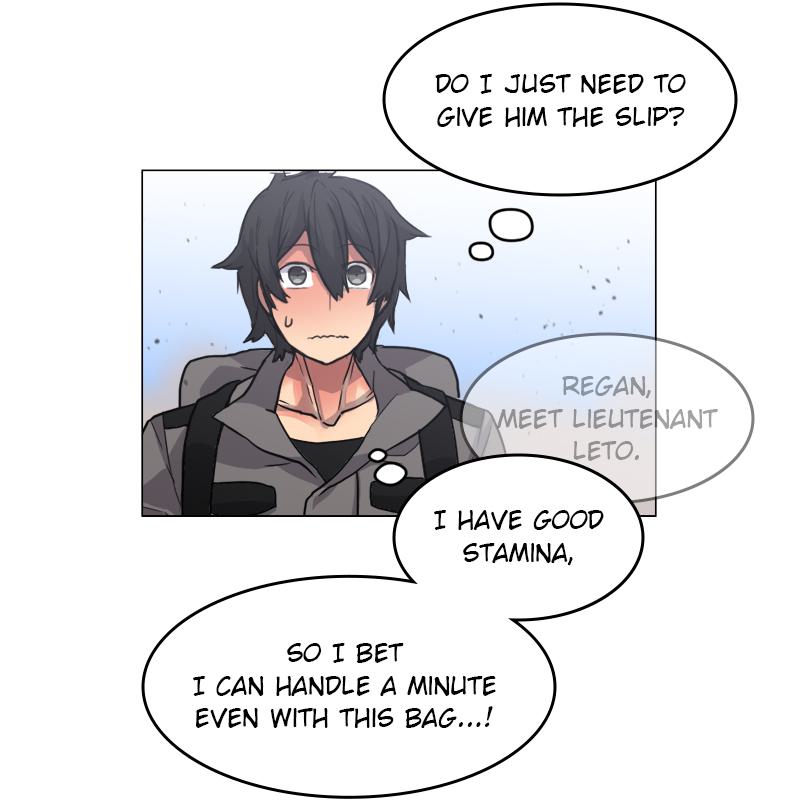 DO I JUST NEED TO
GIVE HIM THE SLIP?
REGAN,
MEET LIEUTENANT
LETO.
I HAVE GOOD
STAMINA,
SO I BET
I CAN HANDLE A MINUTE
EVEN WITH THIS BAG...!